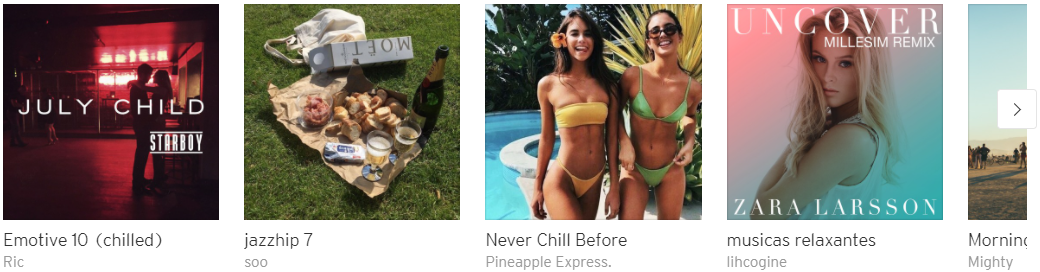 JULY CHILD
STARBOY
MOËT
UNCOVER
MILLESIM REMIX
ZARA LARSSON
Emotive 10 (chilled)
Ric
jazzhip 7
soo
Never Chill Before
Pineapple Express.
musicas relaxantes
lihcogine
Morning
Mighty